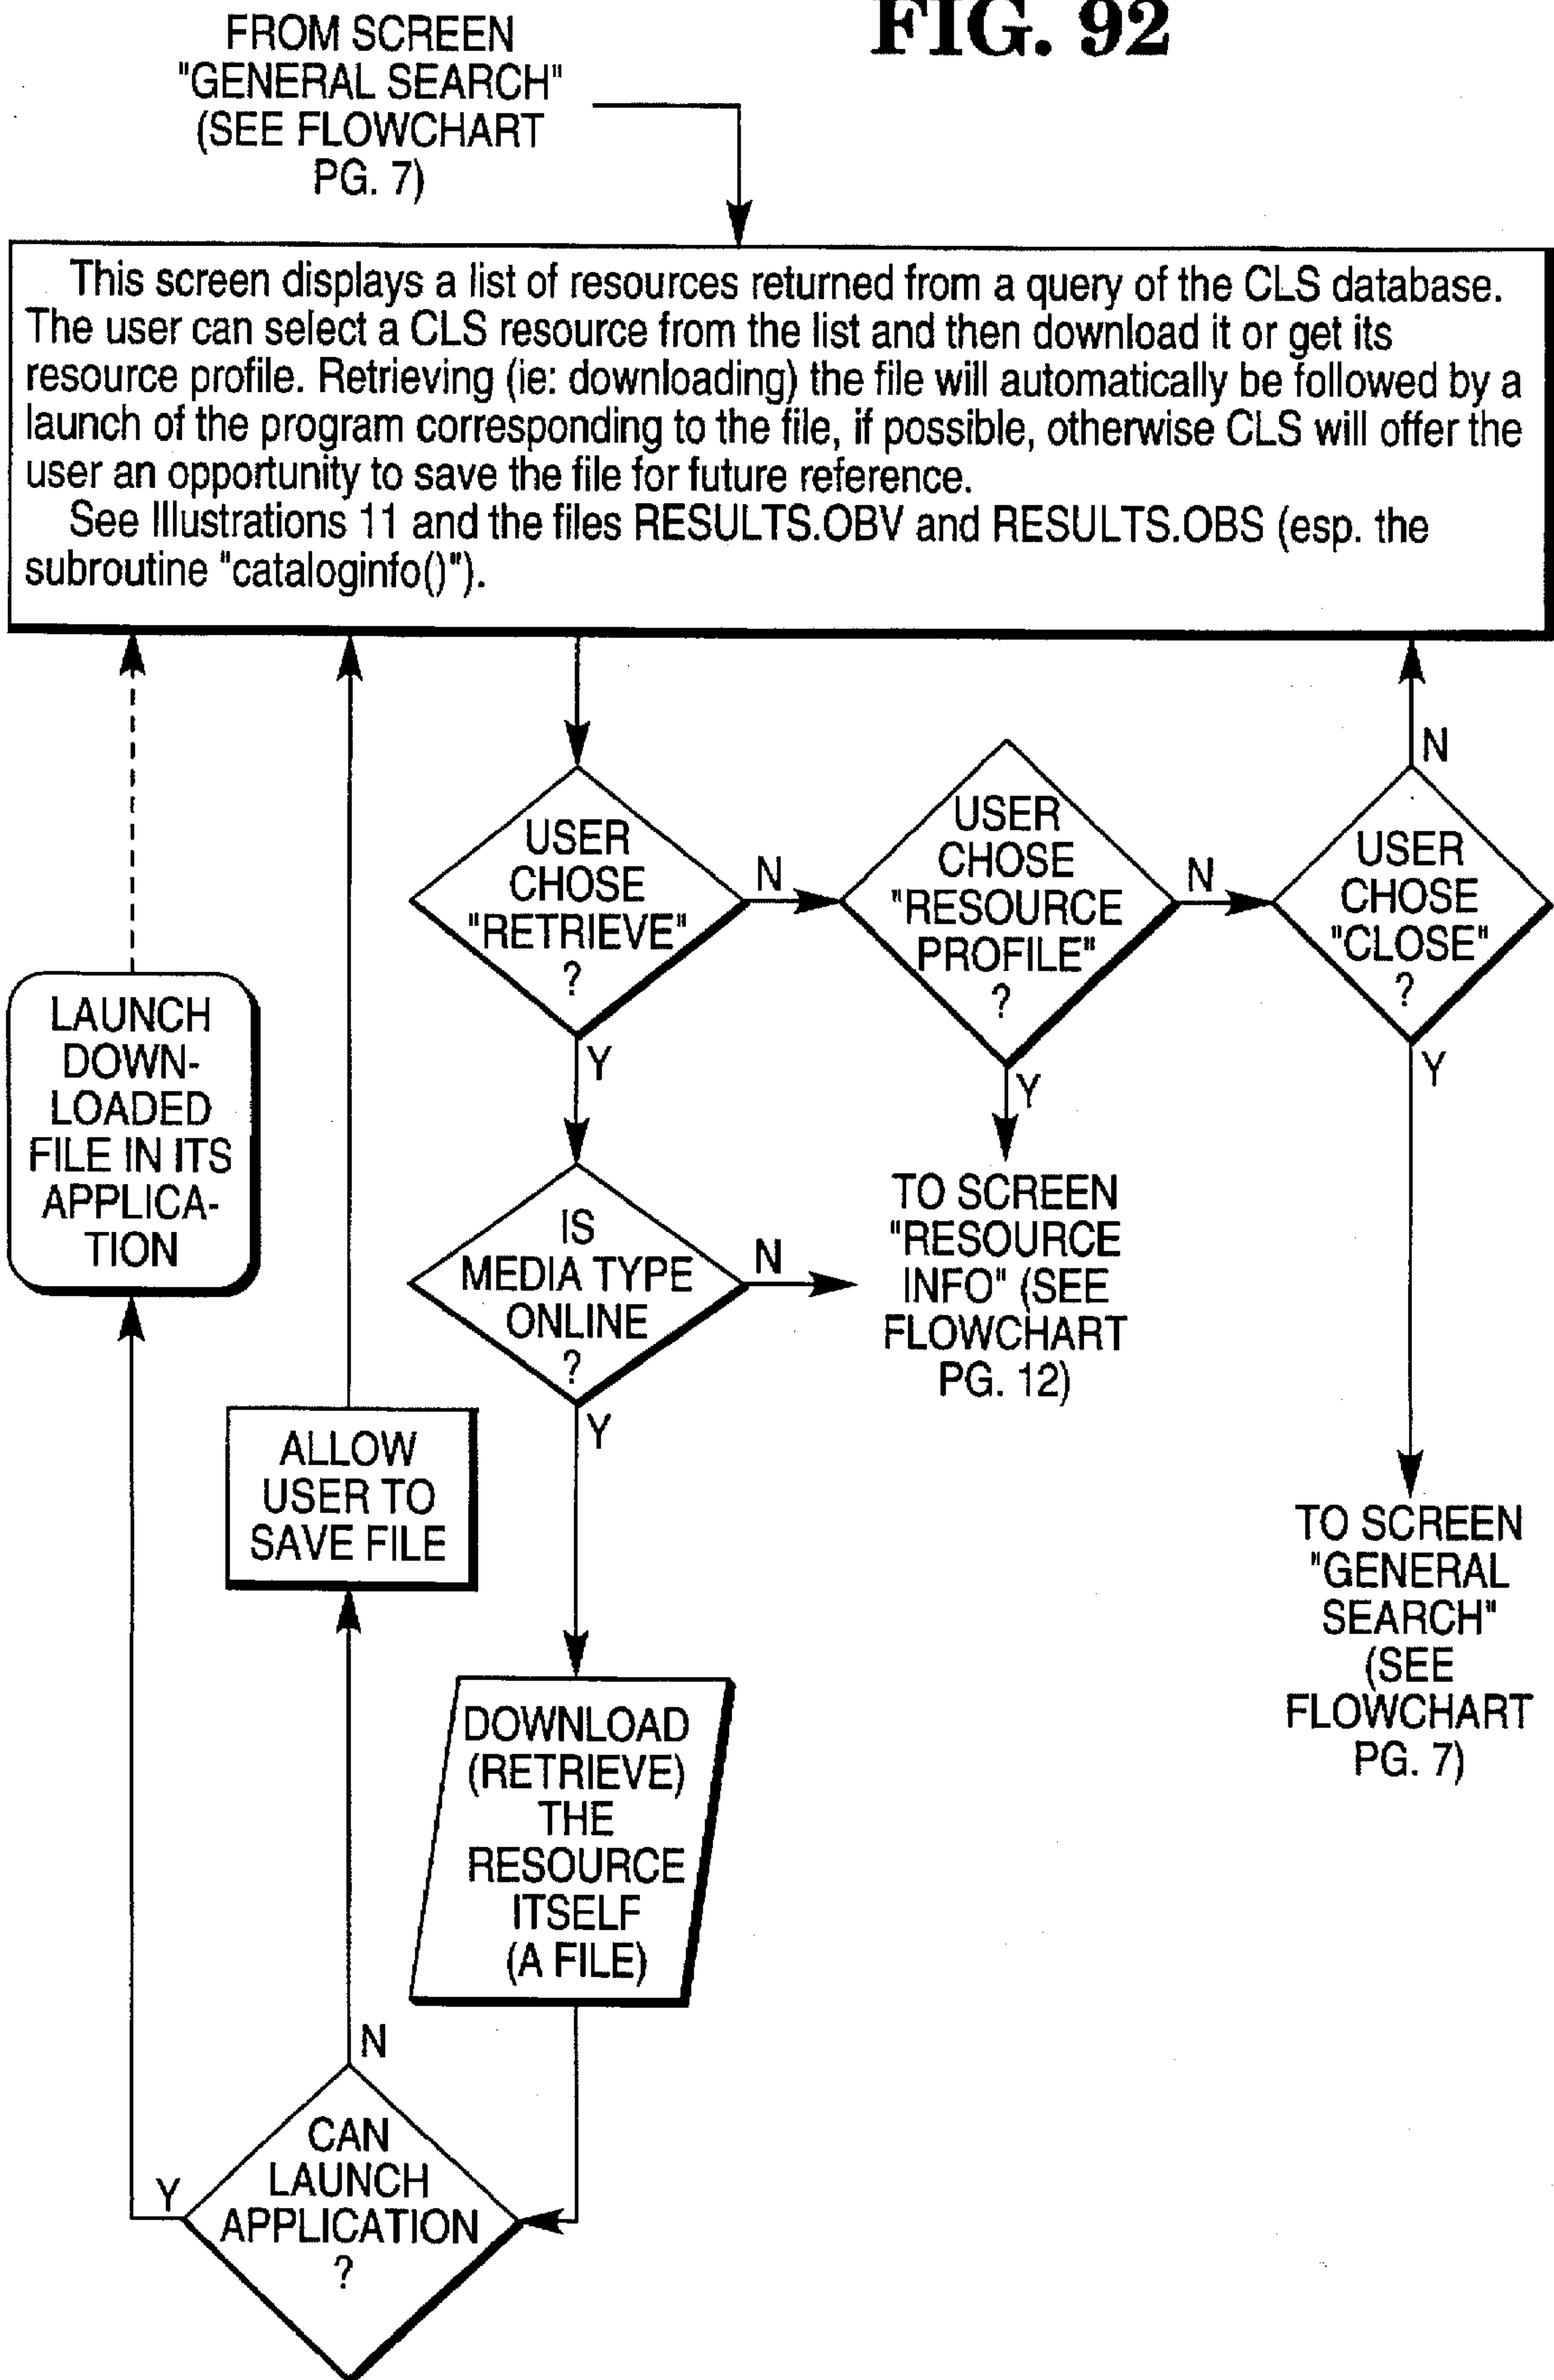 FIG. 92
FROM SCREEN
"GENERAL SEARCH"
(SEE FLOWCHART
PG. 7)
This screen displays a list of resources returned from a query of the CLS database.
The user can select a CLS resource from the list and then download it or get its
resource profile. Retrieving (ie: downloading) the file will automatically be followed by a
launch of the program corresponding to the file, if possible, otherwise CLS will offer the
user an opportunity to save the file for future reference.
See Illustrations 11 and the files RESULTS.OBV and RESULTS.OBS (esp. the
subroutine "cataloginfo()").
USER
CHOSE
"RETRIEVE"
?
N
Y
USER
CHOSE
"RESOURCE
PROFILE"
?
N
Y
USER
CHOSE
"CLOSE"
?
N
Y
LAUNCH
DOWN-
LOADED
FILE IN ITS
APPLICA-
TION
IS
MEDIA TYPE
ONLINE
?
N
Y
TO SCREEN
"RESOURCE
INFO" (SEE
FLOWCHART
PG. 12)
ALLOW
USER TO
SAVE FILE
TO SCREEN
"GENERAL
SEARCH"
(SEE
FLOWCHART
PG. 7)
DOWNLOAD
(RETRIEVE)
THE
RESOURCE
ITSELF
(A FILE)
N
Y
CAN
LAUNCH
APPLICATION
?